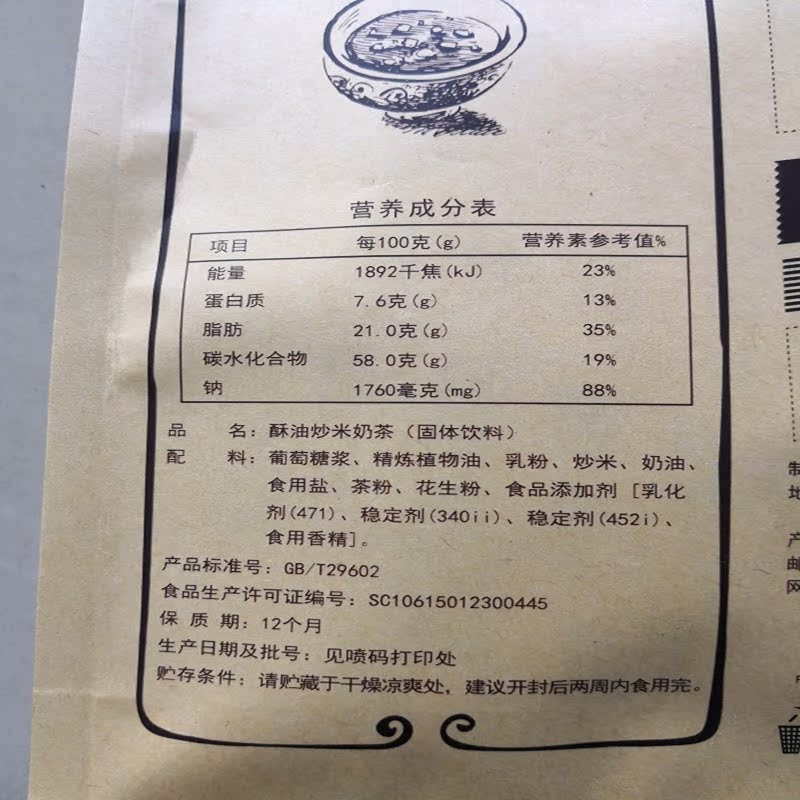 营养成分表
项目 每100克(g) 营养素参考值%
能量 1892千焦(kJ) 23%
蛋白质 7.6克(g) 13%
脂肪 21.0克(g) 35%
碳水化合物 58.0克(g) 19%
钠 1760毫克(mg) 88%
品 名：酥油炒米奶茶（固体饮料）
配 料：葡萄糖浆、精炼植物油、乳粉、炒米、奶油、
食用盐、茶粉、花生粉、食品添加剂［乳化
剂(471)、稳定剂(340ii)、稳定剂(452i)、
食用香精]。
产品标准号：GB/T29602
食品生产许可证编号：SC10615012300445
保 质 期：12个月
生产日期及批号：见喷码打印处
贮存条件：请贮藏于干燥凉爽处，建议开封后两周内食用完。
制
地
产
邮
网